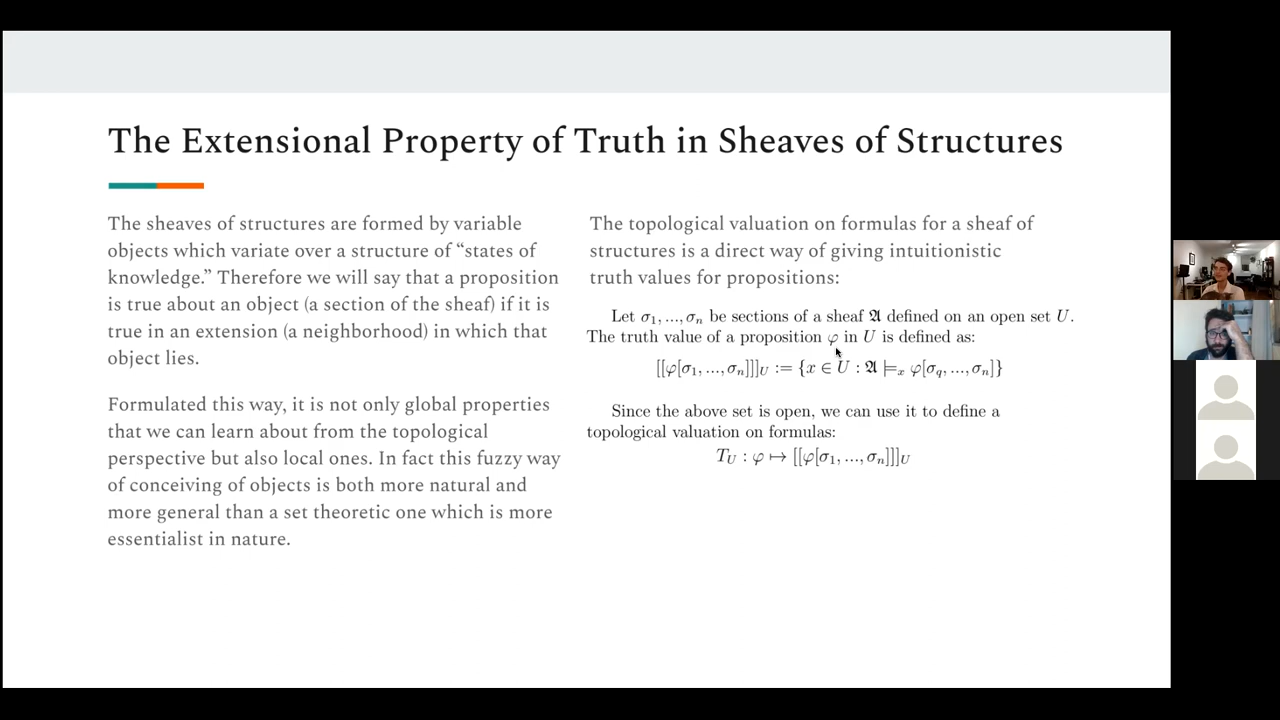 The Extensional Property of Truth in Sheaves of Structures
The sheaves of structures are formed by variable
objects which variate over a structure of “states of
knowledge.” Therefore we will say that a proposition
is true about an object (a section of the sheaf) if it is
true in an extension (a neighborhood) in which that
object lies.
Formulated this way, it is not only global properties
that we can learn about from the topological
perspective but also local ones. In fact this fuzzy way
of conceiving of objects is both more natural and
more general than a set theoretic one which is more
essentialist in nature.
The topological valuation on formulas for a sheaf of
structures is a direct way of giving intuitionistic
truth values for propositions:
Let σ₁, ..., σₙ be sections of a sheaf 𝔄 defined on an open set U.
The truth value of a proposition φ in U is defined as:
[[φ[σ₁, ..., σₙ]]]_U := {x ∈ U : 𝔄 ⊨ₓ φ[σ_q, ..., σₙ]}
Since the above set is open, we can use it to define a
topological valuation on formulas:
T_U : φ ↦ [[φ[σ₁, ..., σₙ]]]_U